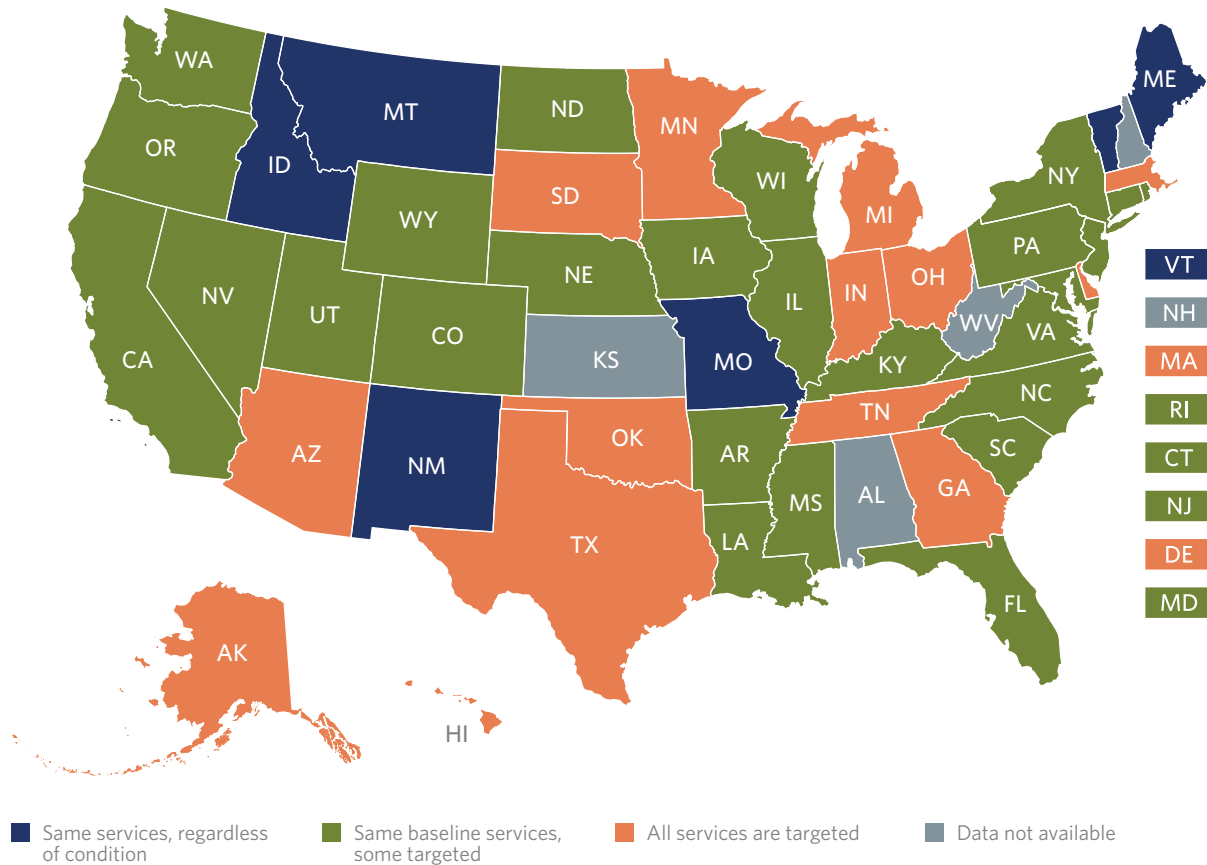 WA
ME
MT
ND
MN
OR
ID
WI
NY
SD
MI
WY
PA
IA
NE
OH
IN
IL
NV
WV
UT
VA
CO
CA
KS
MO
KY
NC
TN
OK
SC
AZ
AR
NM
GA
AL
MS
TX
LA
FL
AK
HI
VT
NH
MA
RI
CT
NJ
DE
MD
Same services, regardless
of condition
Same baseline services,
some targeted
All services are targeted
Data not available